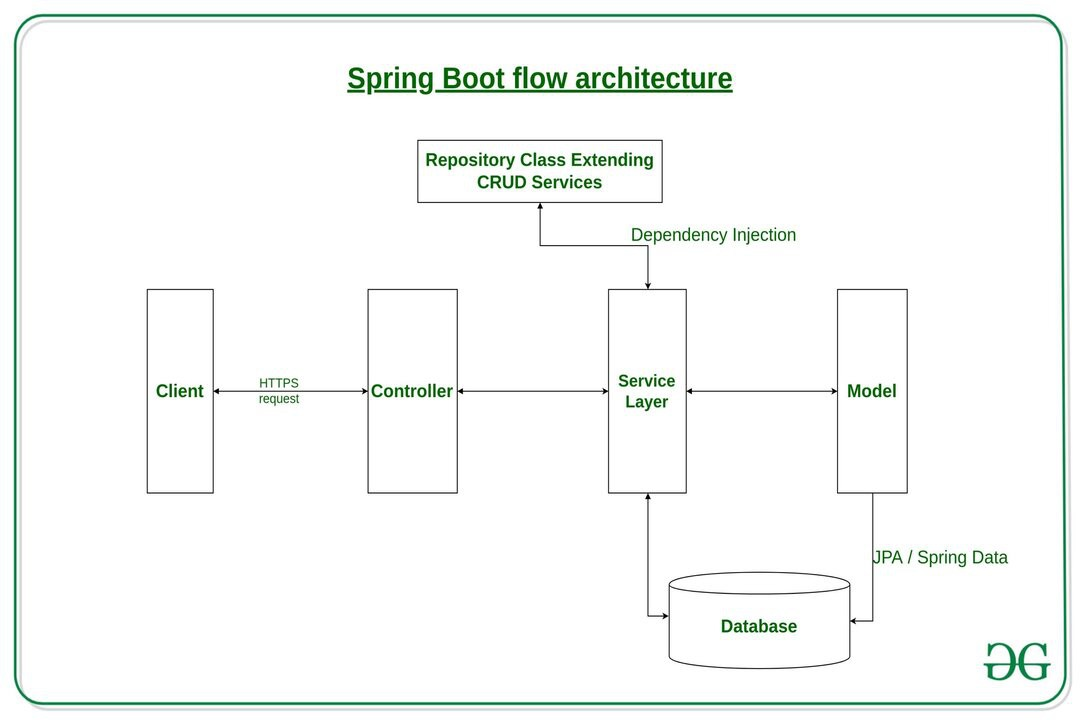 Spring Boot flow architecture
Repository Class Extending
CRUD Services
Dependency Injection
Client
HTTPS
request
Controller
Service
Layer
Model
JPA / Spring Data
Database